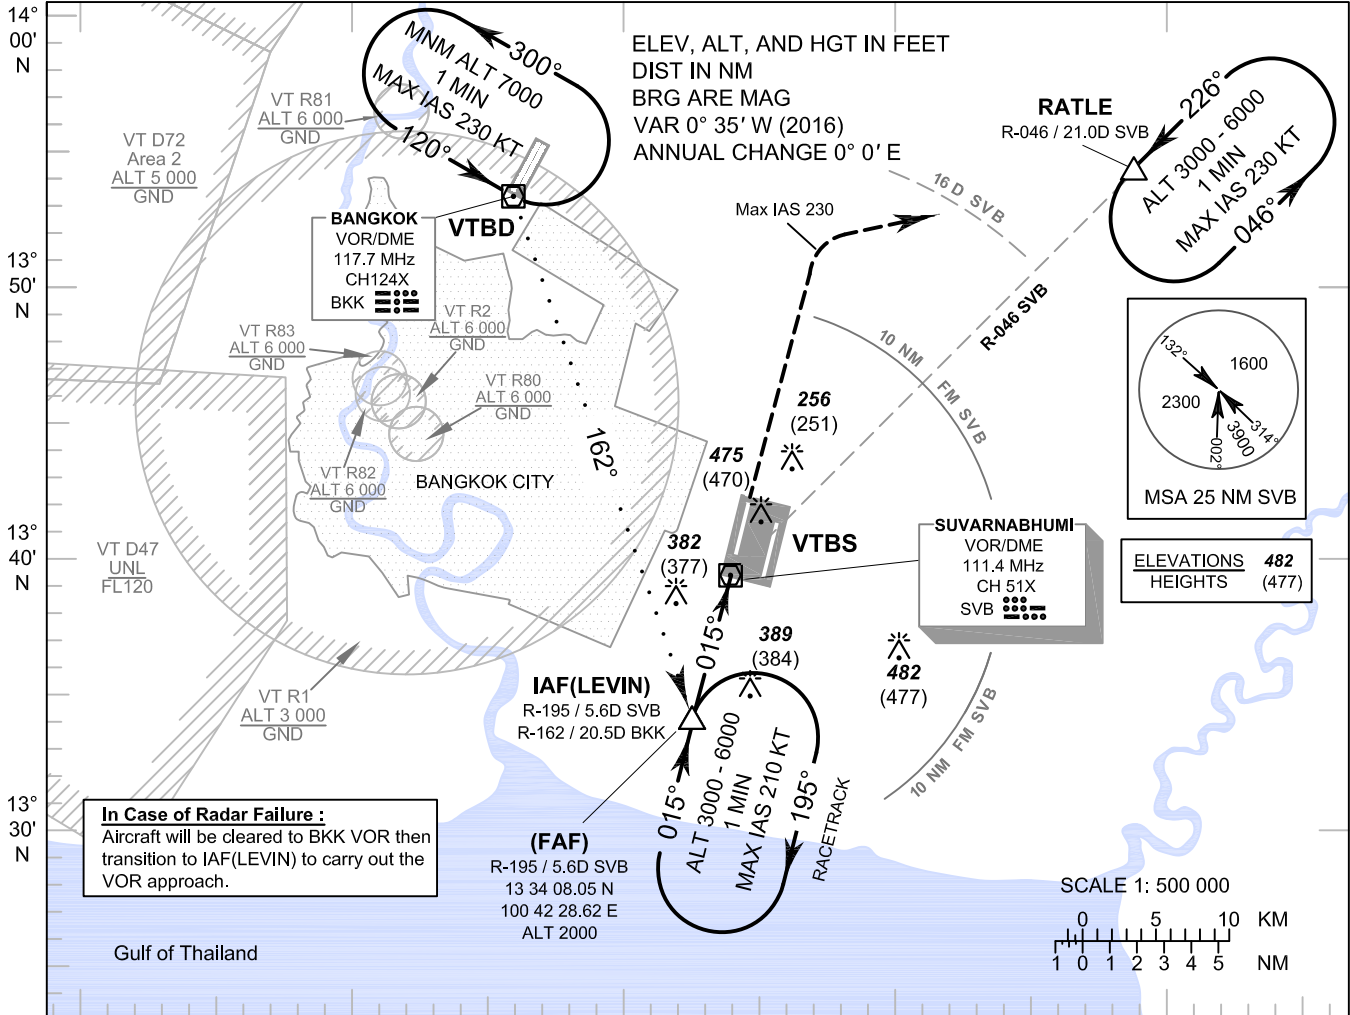 14°
00'
N
13°
50'
N
13°
40'
N
13°
30'
N
MNM ALT 7000
1 MIN
MAX IAS 230 KT
300°
120°
ELEV, ALT, AND HGT IN FEET
DIST IN NM
BRG ARE MAG
VAR 0° 35' W (2016)
ANNUAL CHANGE 0° 0' E
RATLE
R-046 / 21.0D SVB
226°
ALT 3000 - 6000
1 MIN
MAX IAS 230 KT
046°
VT R81
ALT 6 000
GND
VT D72
Area 2
ALT 5 000
GND
BANGKOK
VOR/DME
117.7 MHz
CH124X
BKK
VTBD
16 D SVB
Max IAS 230
R-046 SVB
10 NM FM SVB
VT R2
ALT 6 000
GND
VT R83
ALT 6 000
GND
VT R80
ALT 6 000
GND
VT R82
ALT 6 000
GND
BANGKOK CITY
162°
132°
1600
2300
3900
314°
002°
MSA 25 NM SVB
256
(251)
475
(470)
382
(377)
VTBS
SUVARNABHUMI
VOR/DME
111.4 MHz
CH 51X
SVB
ELEVATIONS
HEIGHTS
482
(477)
VT D47
UNL
FL120
015°
389
(384)
482
(477)
10 NM FM SVB
VT R1
ALT 3 000
GND
IAF(LEVIN)
R-195 / 5.6D SVB
R-162 / 20.5D BKK
015°
ALT 3000 - 6000
1 MIN
MAX IAS 210 KT
195°
RACETRACK
(FAF)
R-195 / 5.6D SVB
13 34 08.05 N
100 42 28.62 E
ALT 2000
In Case of Radar Failure :
Aircraft will be cleared to BKK VOR then
transition to IAF(LEVIN) to carry out the
VOR approach.
Gulf of Thailand
SCALE 1: 500 000
0 5 10 KM
1 0 1 2 3 4 5 NM